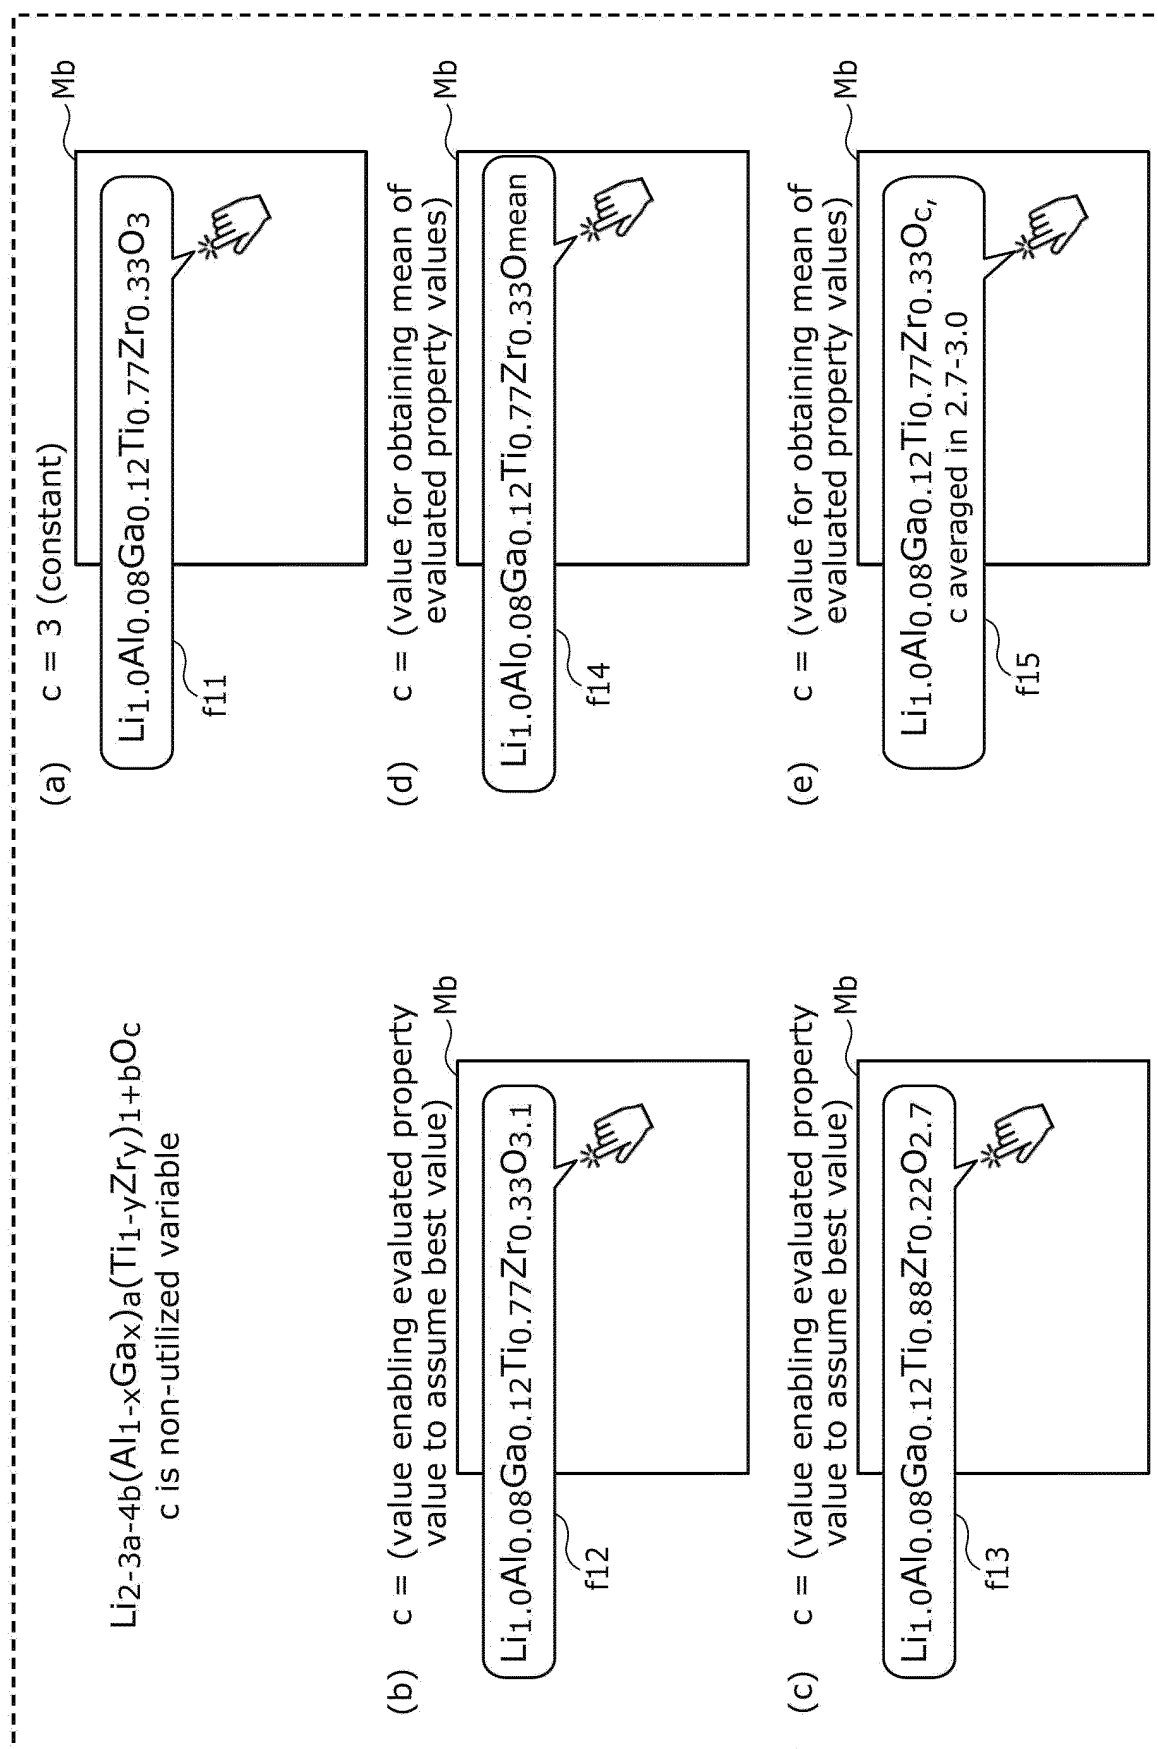 Li2-3a-4b(Al1-xGax)a(Ti1-yZry)1+bOc
c is non-utilized variable
(a) c = 3 (constant)
Mb
Li1.0Al0.08Ga0.12Ti0.77Zr0.33O3
f11
(b) c = (value enabling evaluated property
value to assume best value)
Mb
Li1.0Al0.08Ga0.12Ti0.77Zr0.33O3.1
f12
(d) c = (value for obtaining mean of
evaluated property values)
Mb
Li1.0Al0.08Ga0.12Ti0.77Zr0.33Omean
f14
(c) c = (value enabling evaluated property
value to assume best value)
Mb
Li1.0Al0.08Ga0.12Ti0.88Zr0.22O2.7
f13
(e) c = (value for obtaining mean of
evaluated property values)
Mb
Li1.0Al0.08Ga0.12Ti0.77Zr0.33Oc,
c averaged in 2.7-3.0
f15